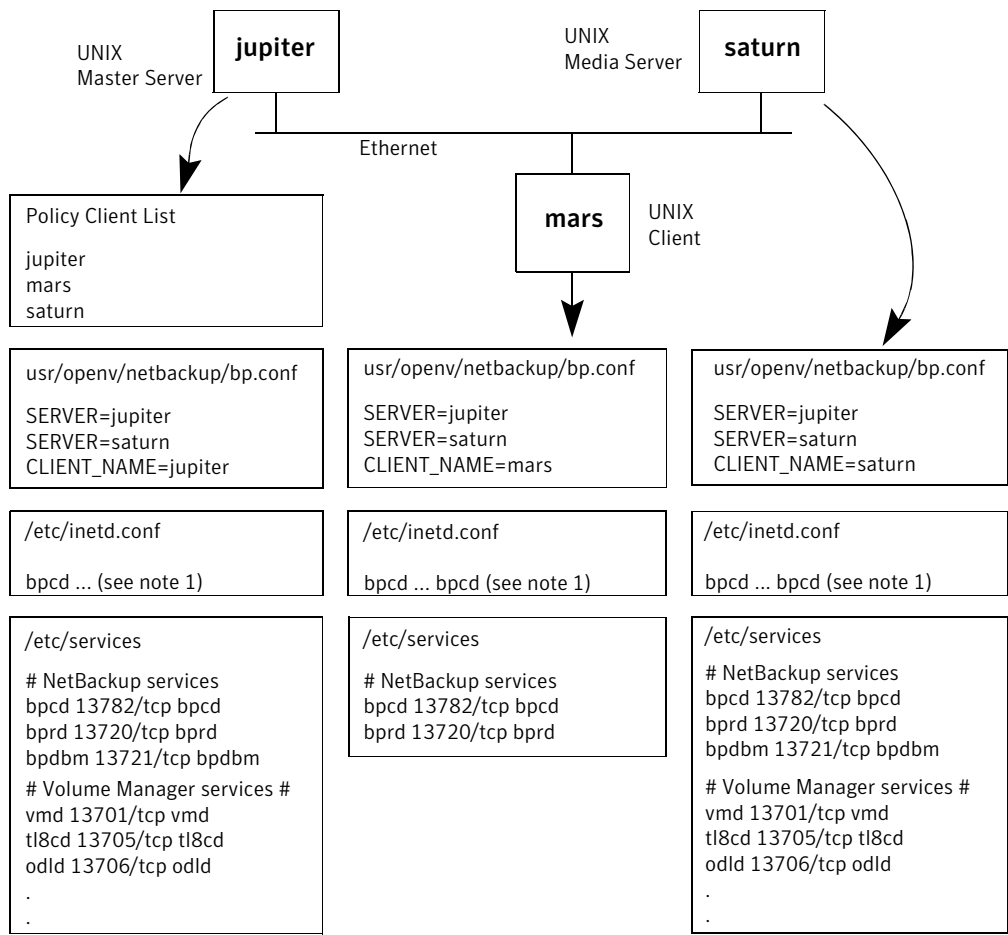 jupiter
UNIX
Master Server
UNIX
Media Server
saturn
Ethernet
mars
UNIX
Client
Policy Client List
jupiter
mars
saturn
usr/openv/netbackup/bp.conf
SERVER=jupiter
SERVER=saturn
CLIENT_NAME=jupiter
/etc/inetd.conf
bpcd ... (see note 1)
/etc/services
# NetBackup services
bpcd 13782/tcp bpcd
bprd 13720/tcp bprd
bpdbm 13721/tcp bpdbm
# Volume Manager services #
vmd 13701/tcp vmd
tl8cd 13705/tcp tl8cd
odld 13706/tcp odld
.
.
usr/openv/netbackup/bp.conf
SERVER=jupiter
SERVER=saturn
CLIENT_NAME=mars
/etc/inetd.conf
bpcd ... bpcd (see note 1)
/etc/services
# NetBackup services
bpcd 13782/tcp bpcd
bprd 13720/tcp bprd
usr/openv/netbackup/bp.conf
SERVER=jupiter
SERVER=saturn
CLIENT_NAME=saturn
/etc/inetd.conf
bpcd ... bpcd (see note 1)
/etc/services
# NetBackup services
bpcd 13782/tcp bpcd
bprd 13720/tcp bprd
bpdbm 13721/tcp bpdbm
# Volume Manager services #
vmd 13701/tcp vmd
tl8cd 13705/tcp tl8cd
odld 13706/tcp odld
.
.